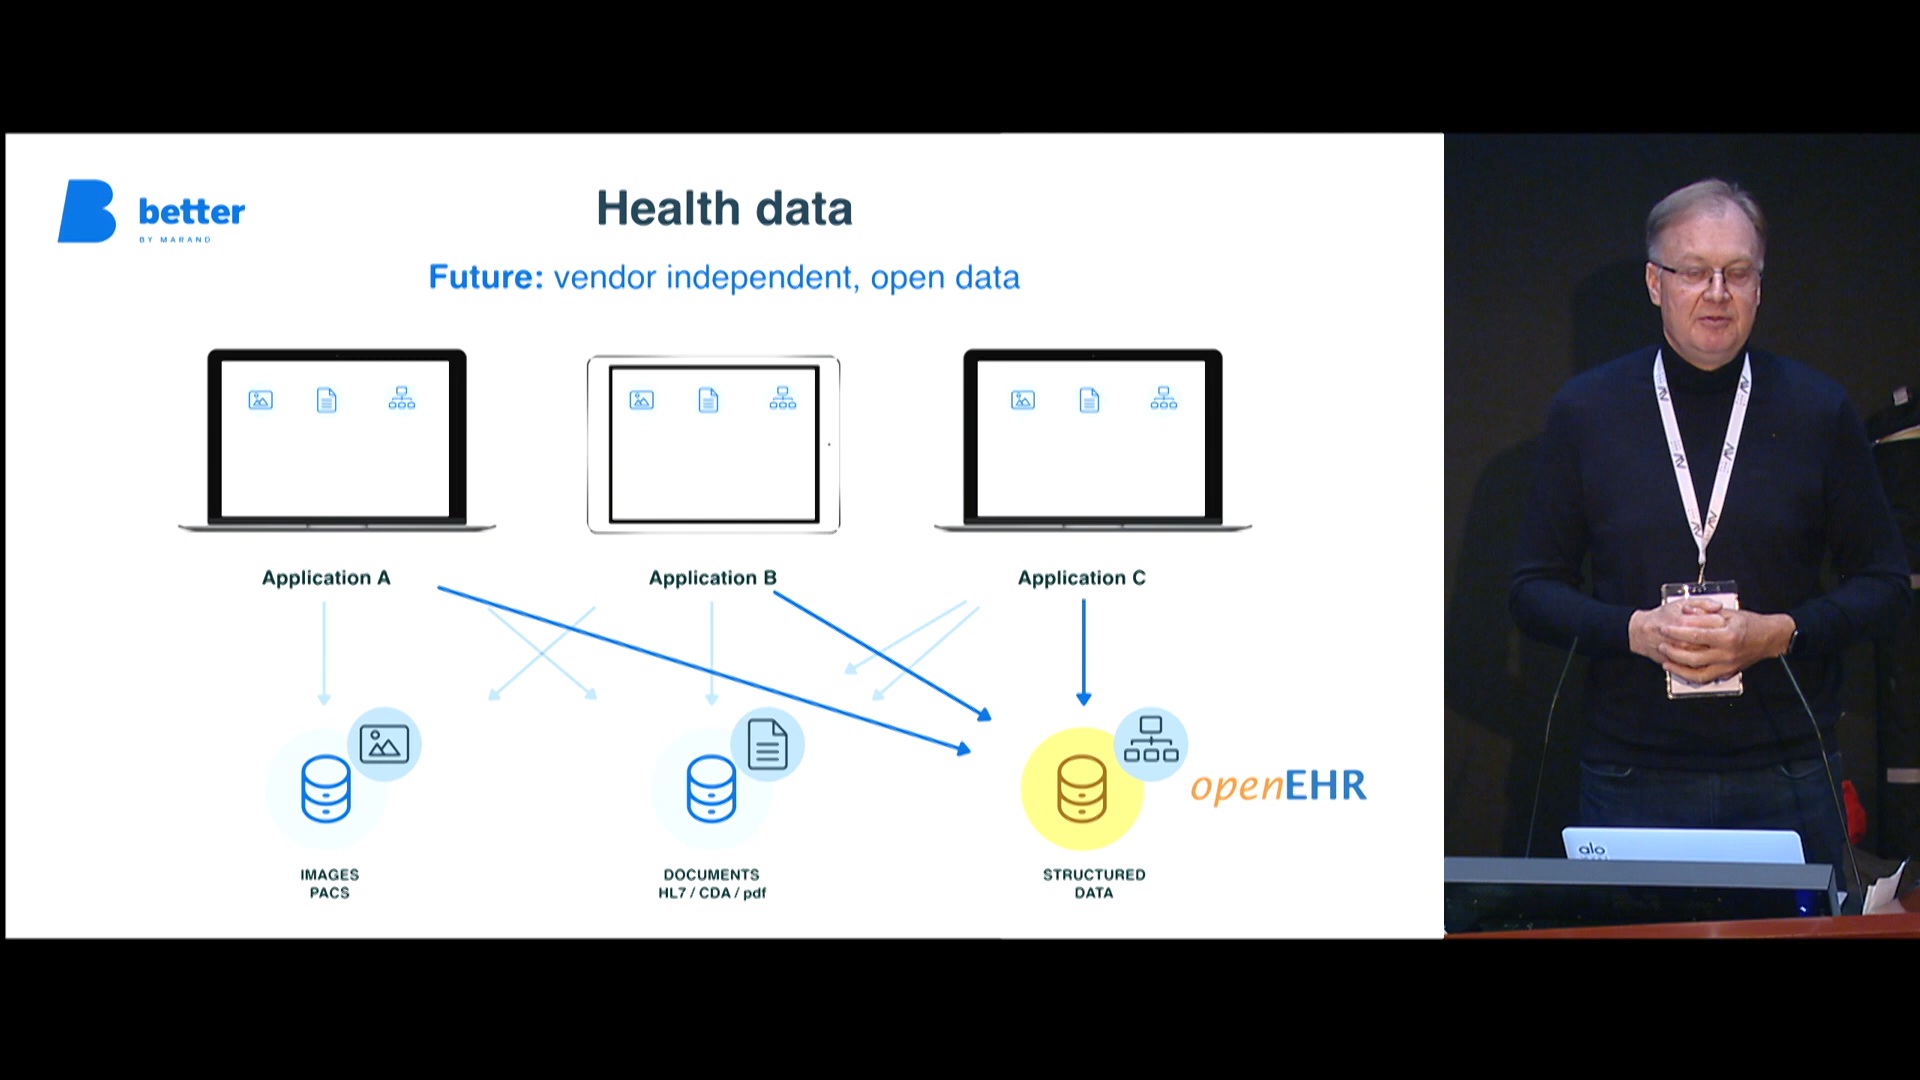 better
BY MARAND
Health data
Future: vendor independent, open data
Application A
Application B
Application C
openEHR
IMAGES
PACS
DOCUMENTS
HL7 / CDA / pdf
STRUCTURED
DATA
alo